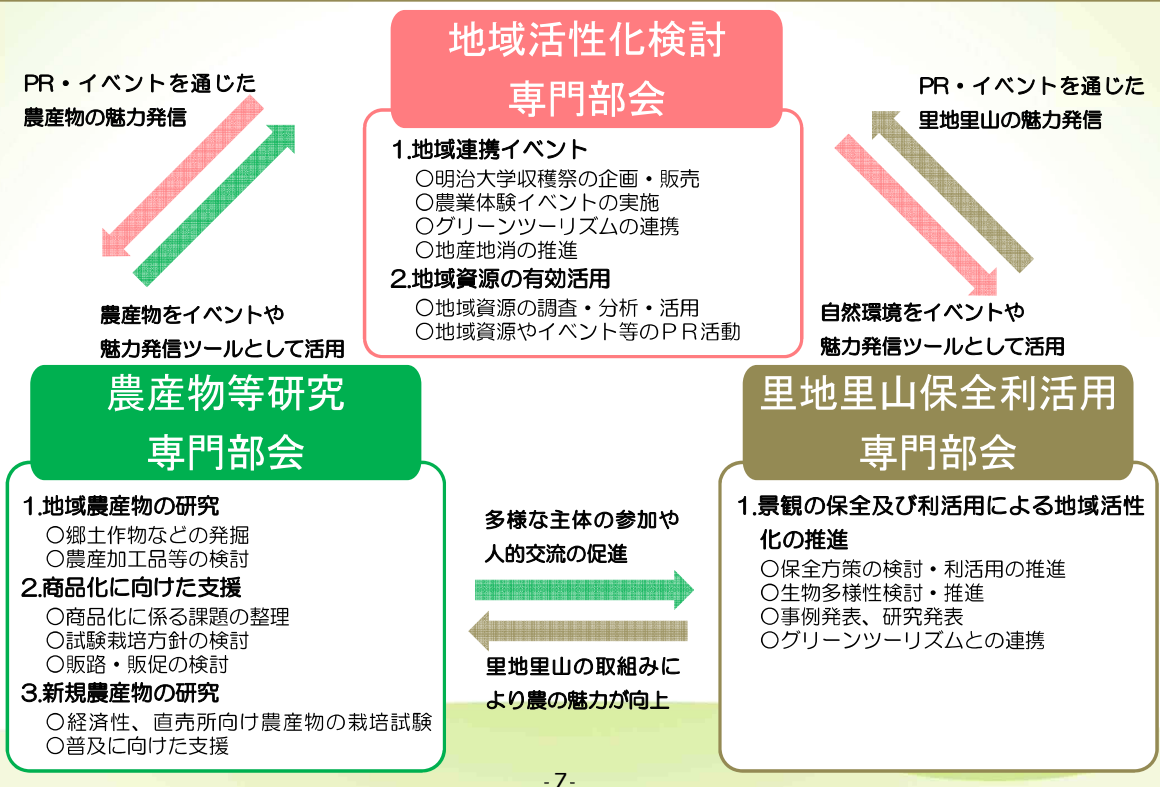 地域活性化検討
専門部会
PR・イベントを通じた
農産物の魅力発信
PR・イベントを通じた
里地里山の魅力発信
1.地域連携イベント
○明治大学収穫祭の企画・販売
○農業体験イベントの実施
○グリーンツーリズムの連携
○地産地消の推進
2.地域資源の有効活用
○地域資源の調査・分析・活用
○地域資源やイベント等のPR活動
農産物をイベントや
魅力発信ツールとして活用
自然環境をイベントや
魅力発信ツールとして活用
農産物等研究
専門部会
1.地域農産物の研究
○郷土作物などの発掘
○農産加工品等の検討
2.商品化に向けた支援
○商品化に係る課題の整理
○試験栽培方針の検討
○販路・販促の検討
3.新規農産物の研究
○経済性、直売所向け農産物の栽培試験
○普及に向けた支援
多様な主体の参加や
人的交流の促進
里地里山の取組みに
より農の魅力が向上
里地里山保全利活用
専門部会
1.景観の保全及び利活用による地域活性
化の推進
○保全方策の検討・利活用の推進
○生物多様性検討・推進
○事例発表、研究発表
○グリーンツーリズムとの連携
-7-